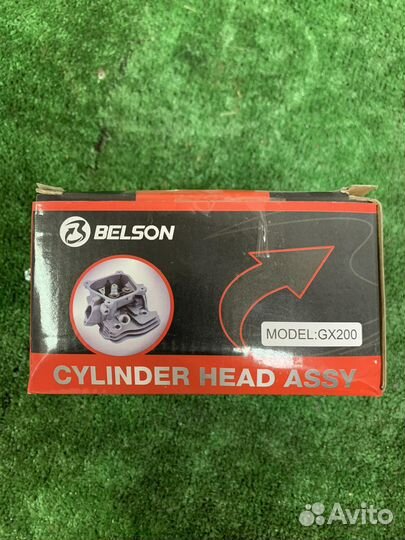 BELSON
MODEL:GX200
CYLINDER HEAD ASSY
Avito